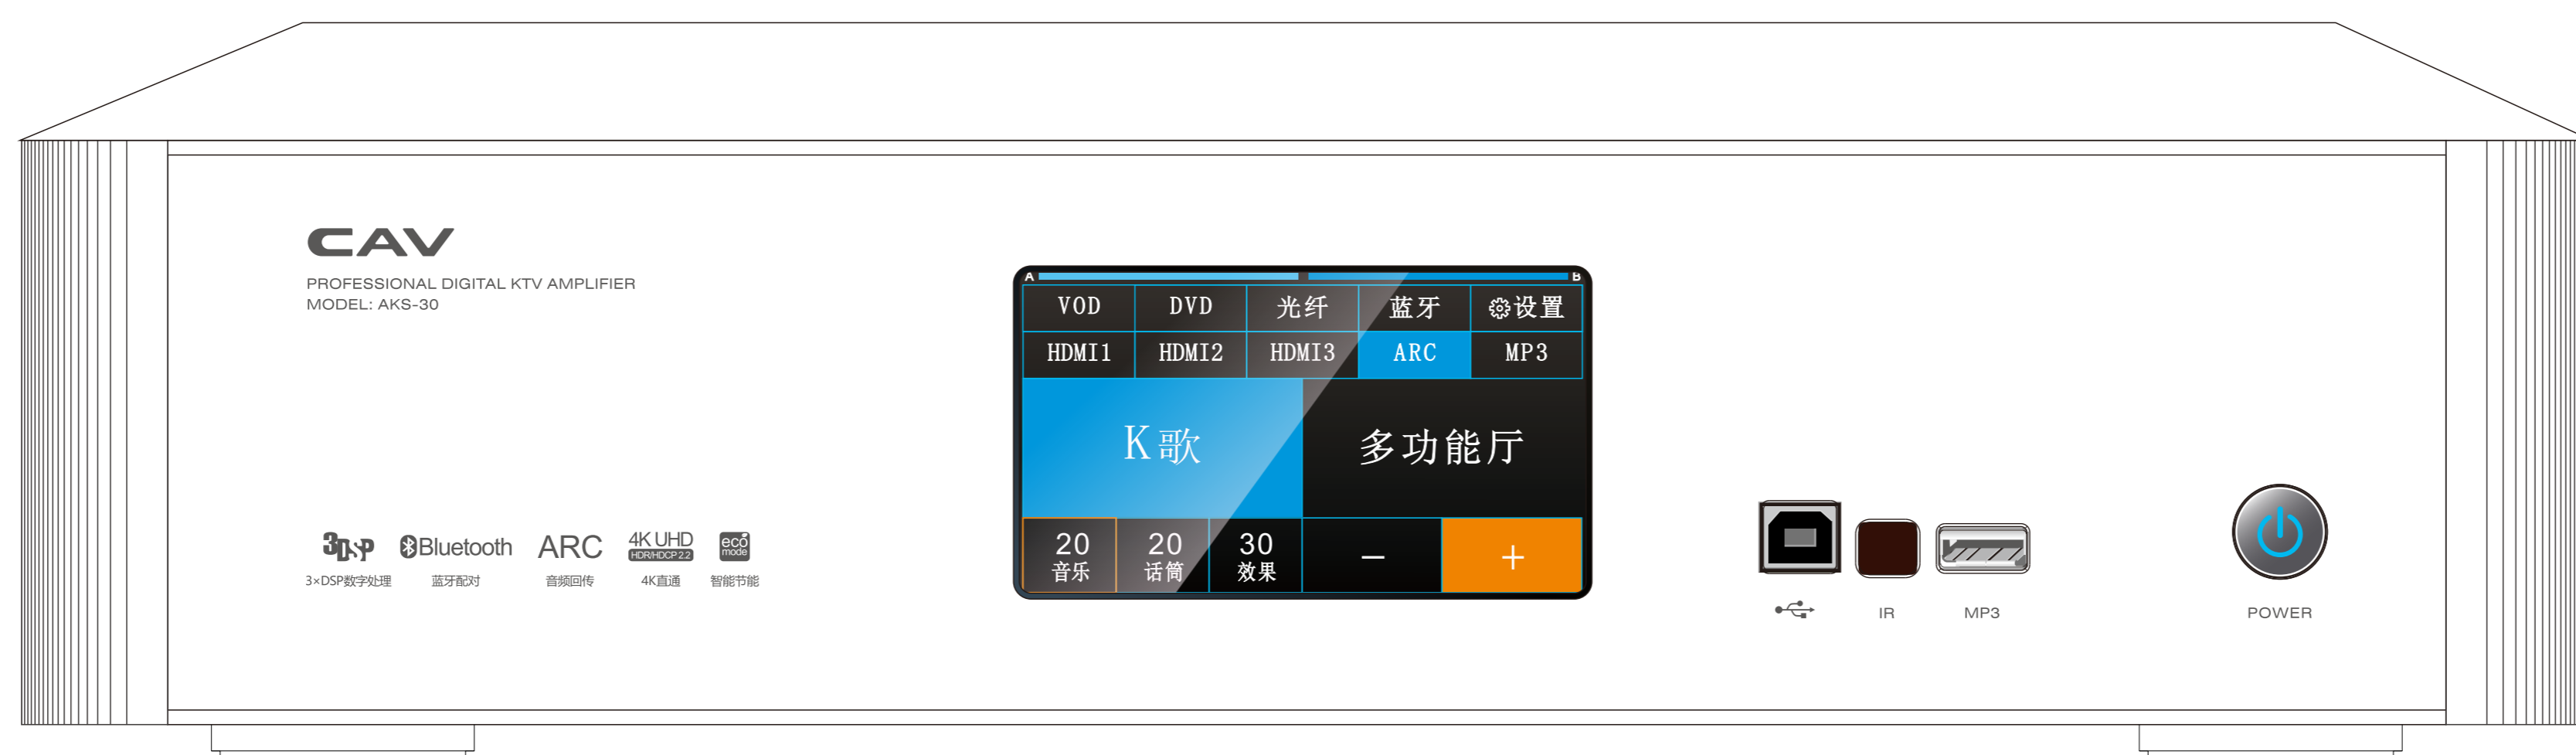 CAV
PROFESSIONAL DIGITAL KTV AMPLIFIER
MODEL: AKS-30
A B
VOD DVD 光纤 蓝牙 设置
HDMI1 HDMI2 HDMI3 ARC MP3
K歌 多功能厅
20 20 30 － ＋
音乐 话筒 效果
3DSP Bluetooth ARC 4K UHD eco
HDR/HDCP2.2 mode
3×DSP数字处理 蓝牙配对 音频回传 4K直通 智能节能
IR MP3 POWER